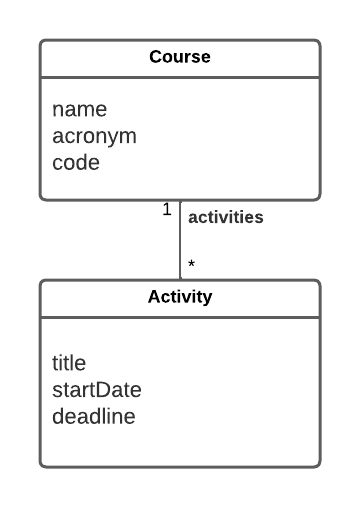 Course
name
acronym
code
1
activities
*
Activity
title
startDate
deadline